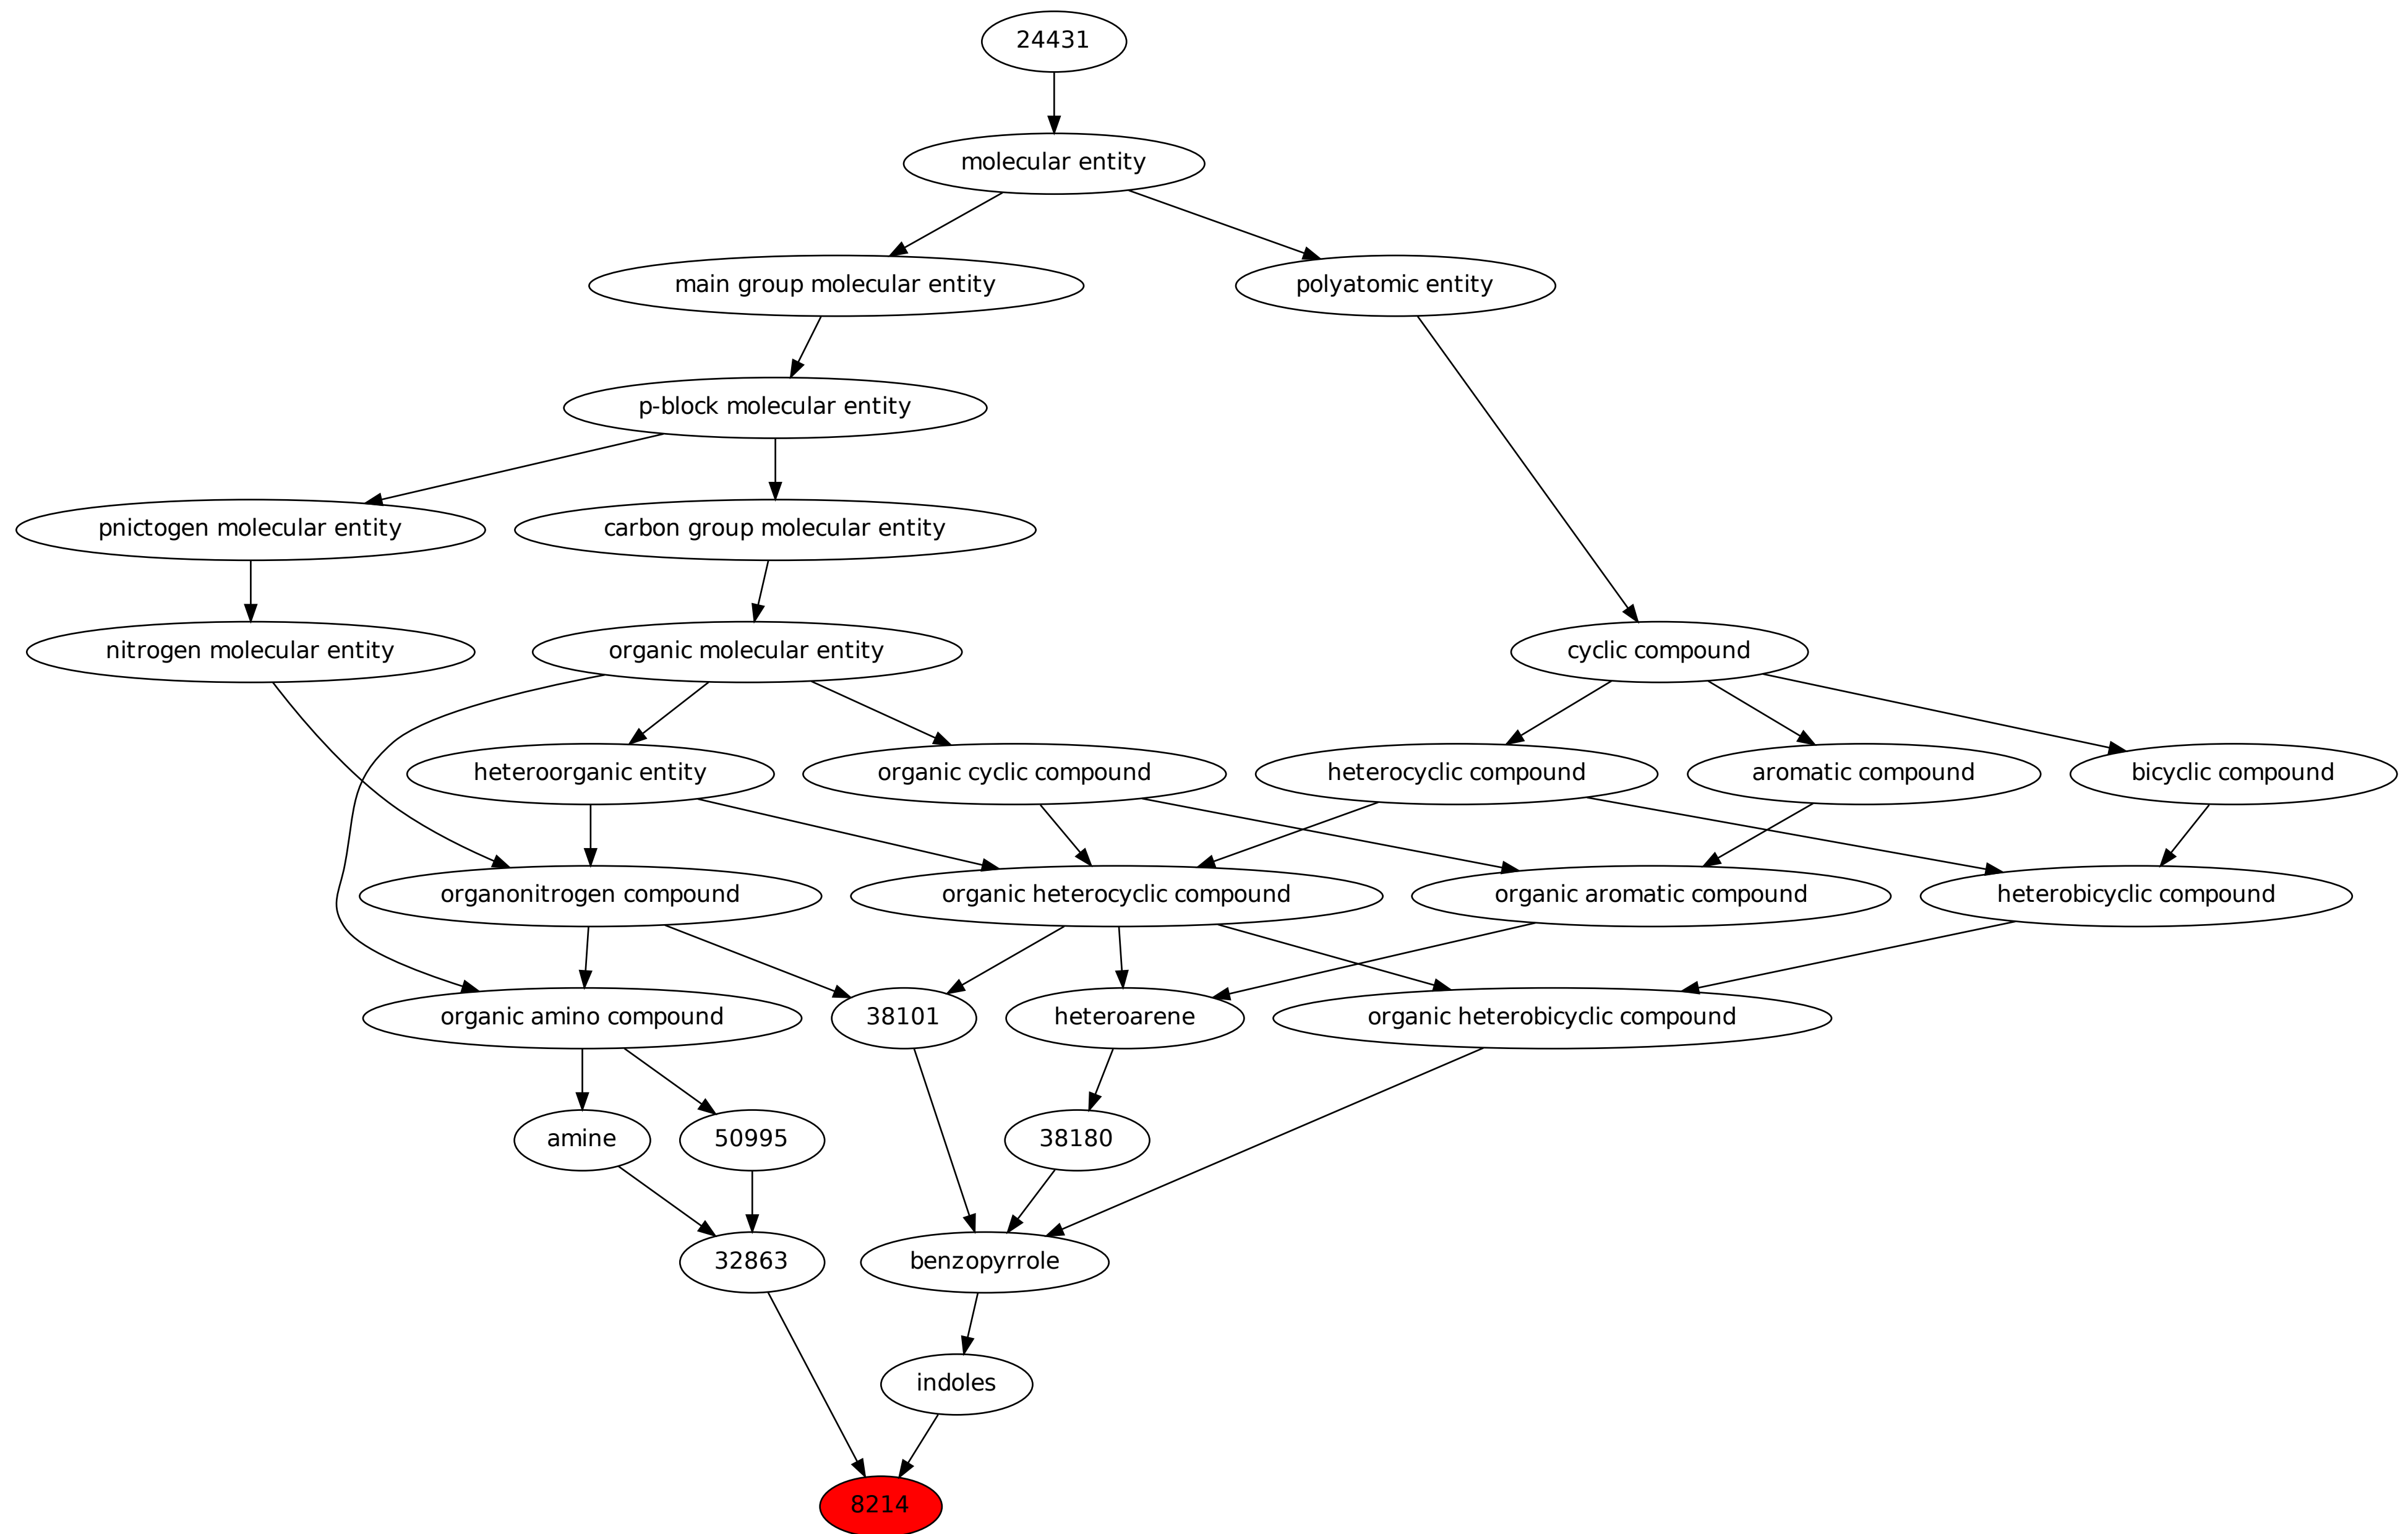 24431
molecular entity
main group molecular entity
polyatomic entity
p-block molecular entity
pnictogen molecular entity
carbon group molecular entity
nitrogen molecular entity
organic molecular entity
cyclic compound
heteroorganic entity
organic cyclic compound
heterocyclic compound
aromatic compound
bicyclic compound
organonitrogen compound
organic heterocyclic compound
organic aromatic compound
heterobicyclic compound
organic amino compound
38101
heteroarene
organic heterobicyclic compound
amine
50995
38180
32863
benzopyrrole
indoles
8214